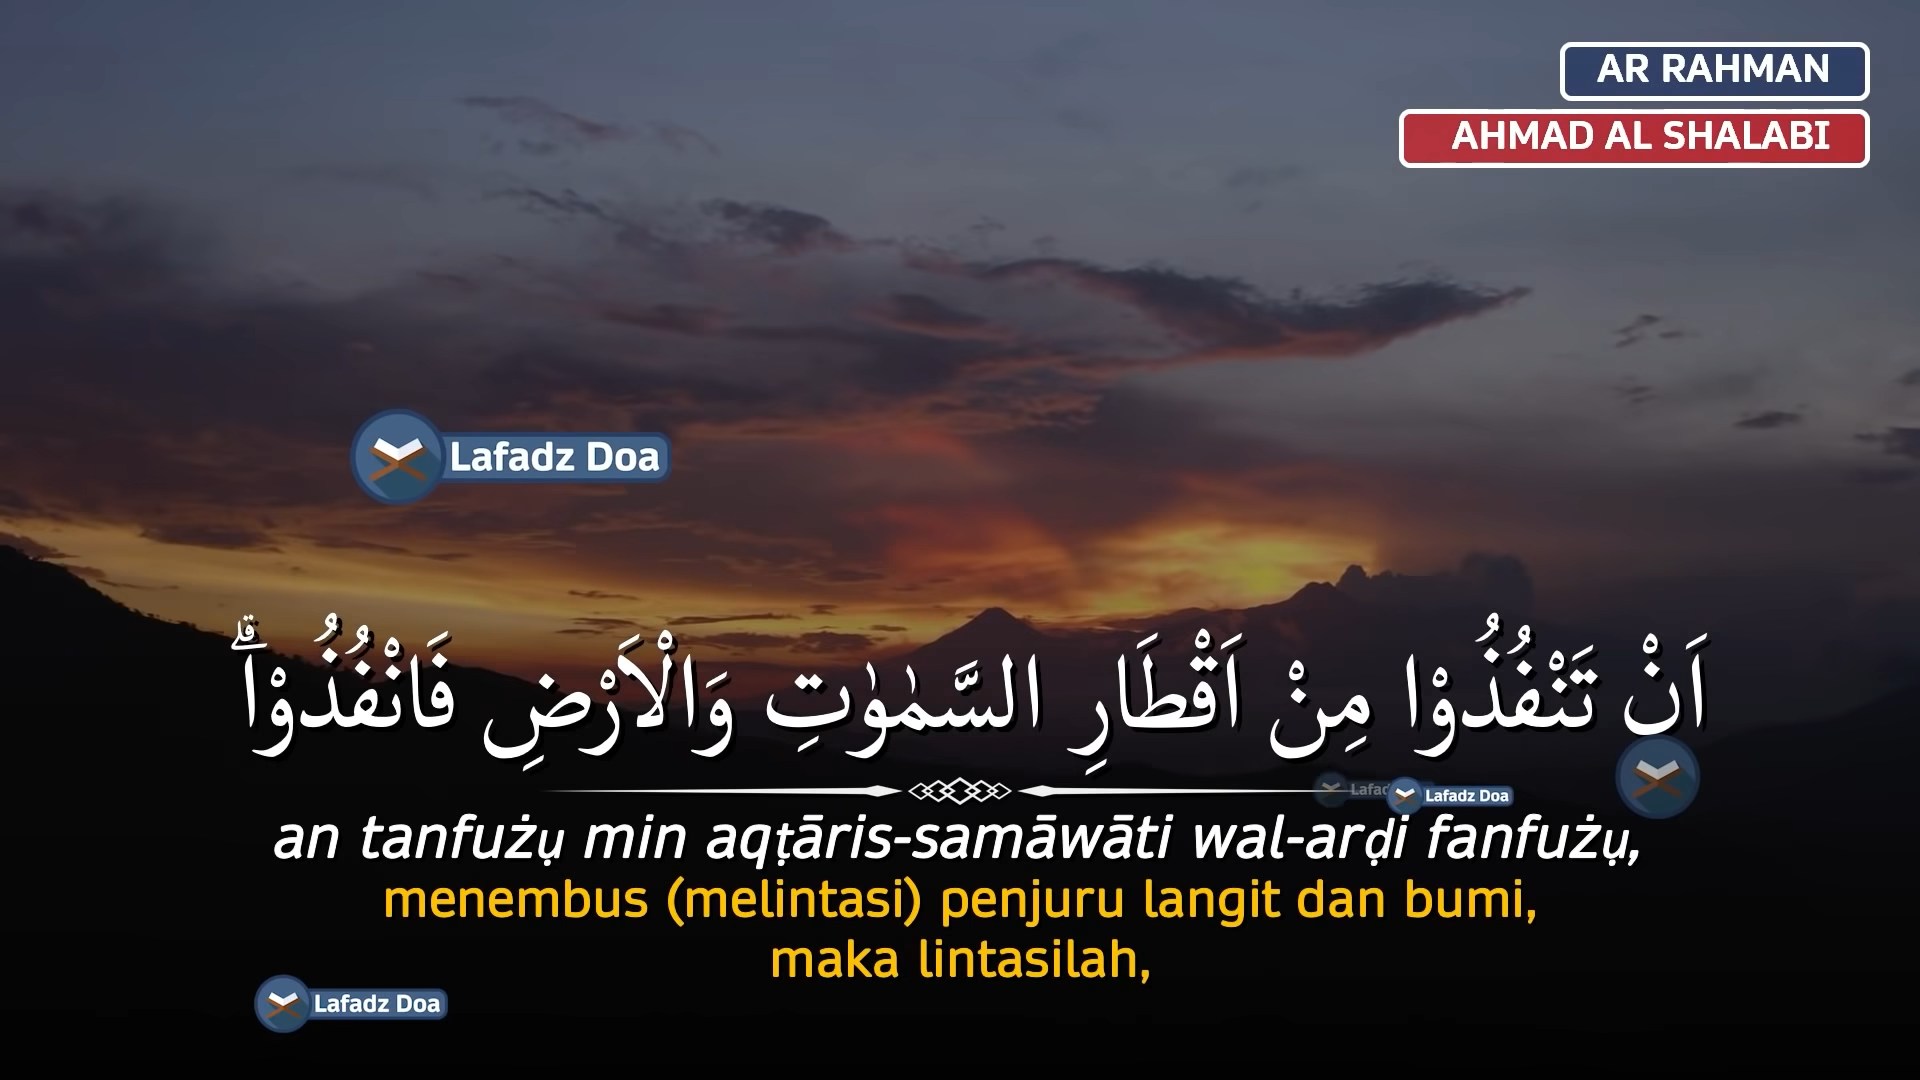 AR RAHMAN
AHMAD AL SHALABI
Lafadz Doa
اَنْ تَنْفُذُوْا مِنْ اَقْطَارِ السَّمٰوٰتِ وَالْاَرْضِ فَانْفُذُوْاۗ
Lafadz Doa
an tanfużụ min aqṭāris-samāwāti wal-arḍi fanfużụ,
menembus (melintasi) penjuru langit dan bumi,
maka lintasilah,
Lafadz Doa